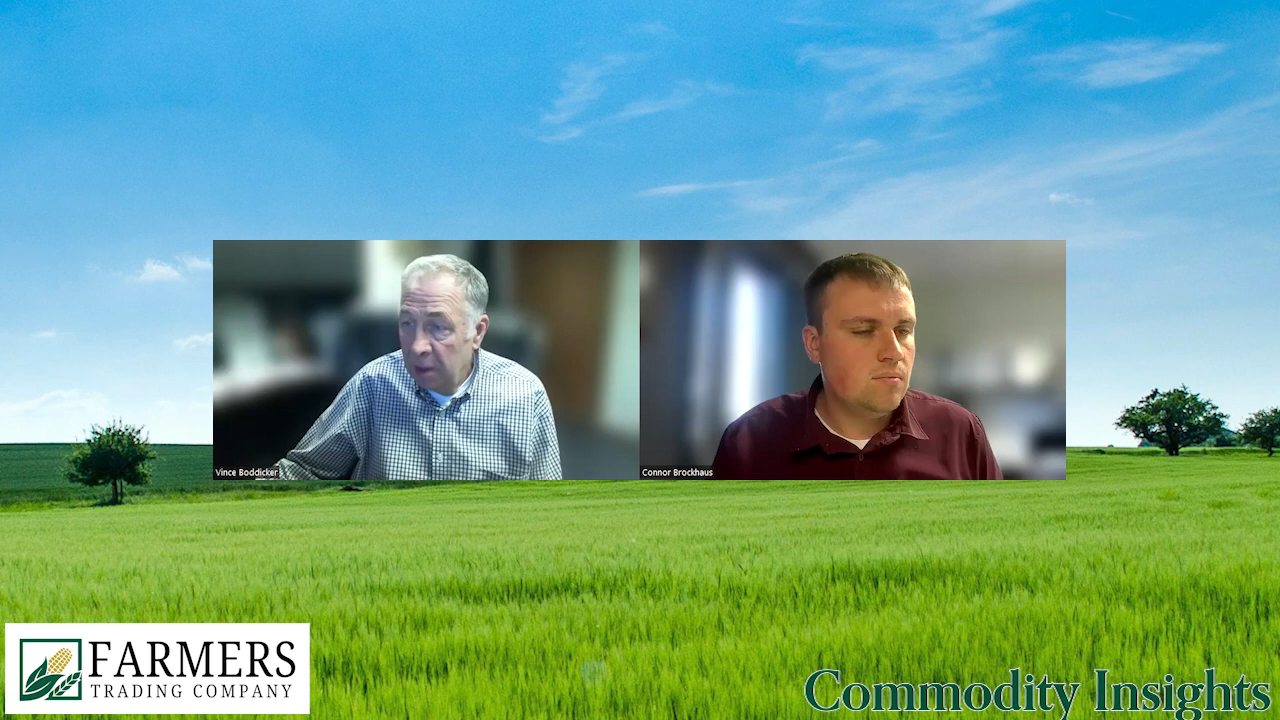 Vince Boddicker
Connor Brockhaus
FARMERS
TRADING COMPANY
Commodity Insights